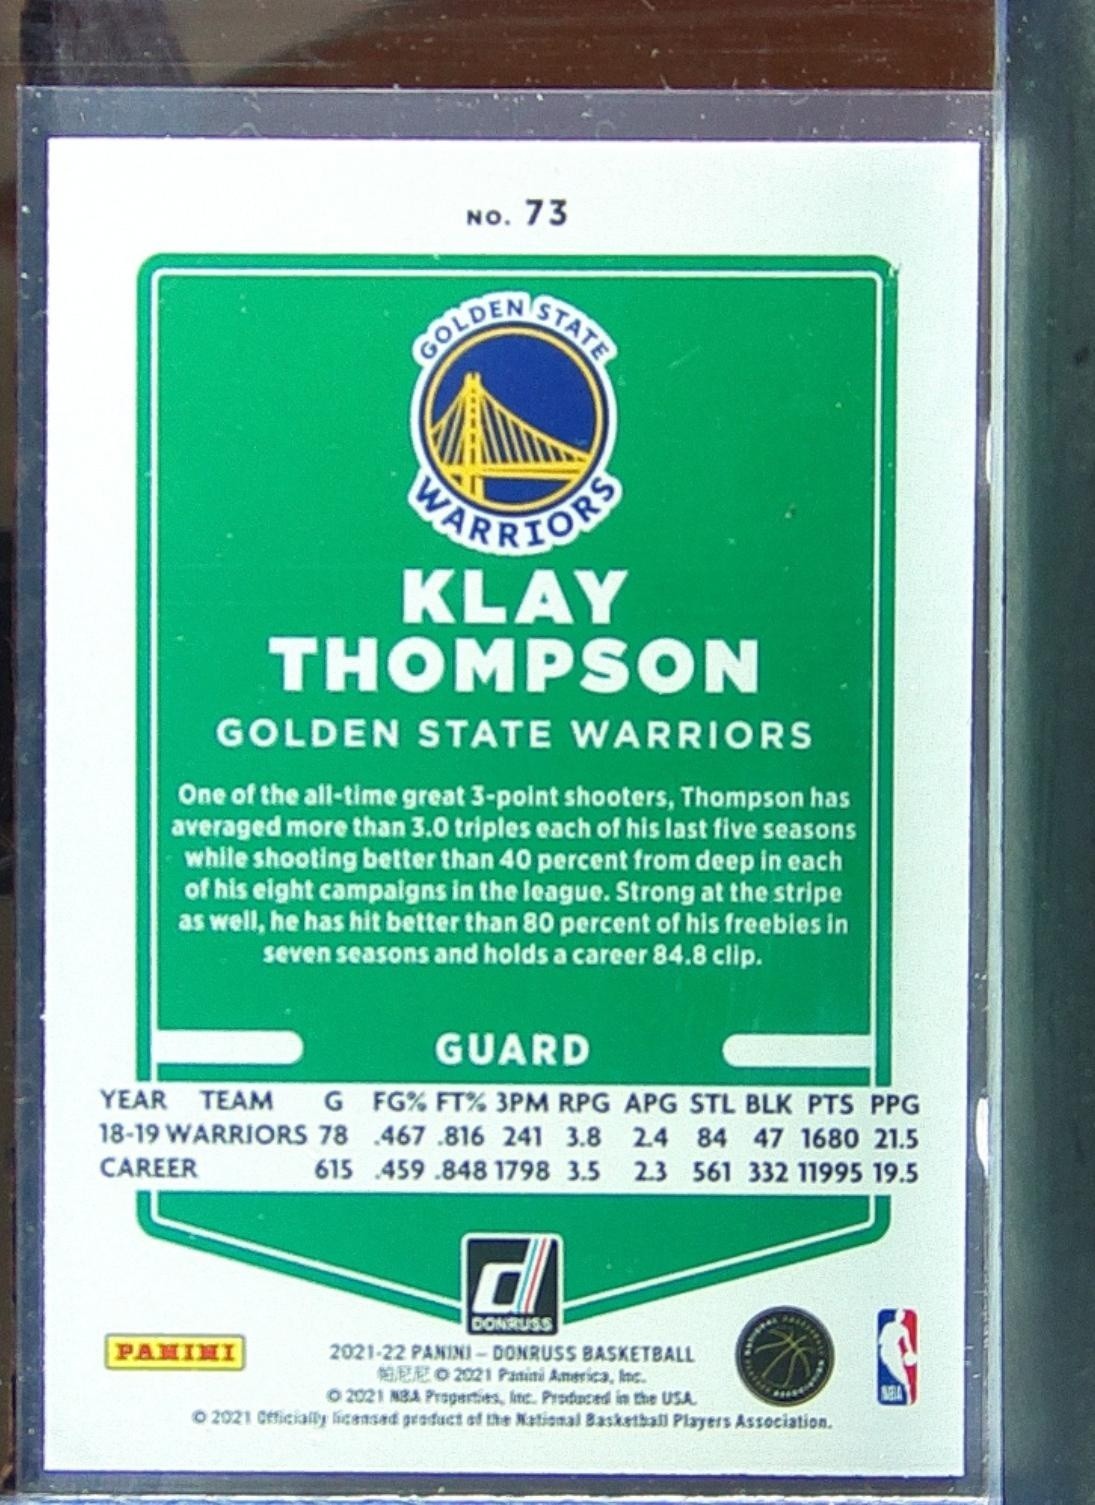 NO. 73
GOLDEN STATE
WARRIORS
KLAY
THOMPSON
GOLDEN STATE WARRIORS
One of the all-time great 3-point shooters, Thompson has
averaged more than 3.0 triples each of his last five seasons
while shooting better than 40 percent from deep in each
of his eight campaigns in the league. Strong at the stripe
as well, he has hit better than 80 percent of his freebies in
seven seasons and holds a career 84.8 clip.
GUARD
YEAR TEAM G FG% FT% 3PM RPG APG STL BLK PTS PPG
18-19 WARRIORS 78 .467 .816 241 3.8 2.4 84 47 1680 21.5
CAREER 615 .459 .848 1798 3.5 2.3 561 332 11995 19.5
d
DONRUSS
PANINI
2021-22 PANINI – DONRUSS BASKETBALL
帕尼尼 © 2021 Panini America, Inc.
© 2021 NBA Properties, Inc. Produced in the USA.
© 2021 Officially licensed product of the National Basketball Players Association.
NATIONAL BASKETBALL PLAYERS ASSOCIATION
NBA